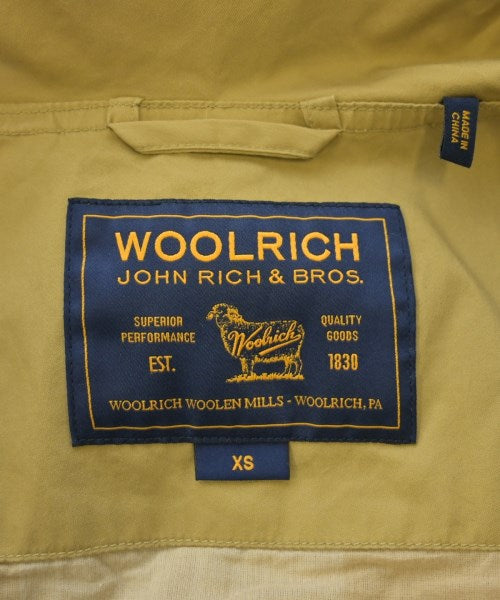 MADE IN
CHINA
WOOLRICH
JOHN RICH & BROS.
SUPERIOR
PERFORMANCE
EST.
Woolrich
QUALITY
GOODS
1830
WOOLRICH WOOLEN MILLS - WOOLRICH, PA
XS